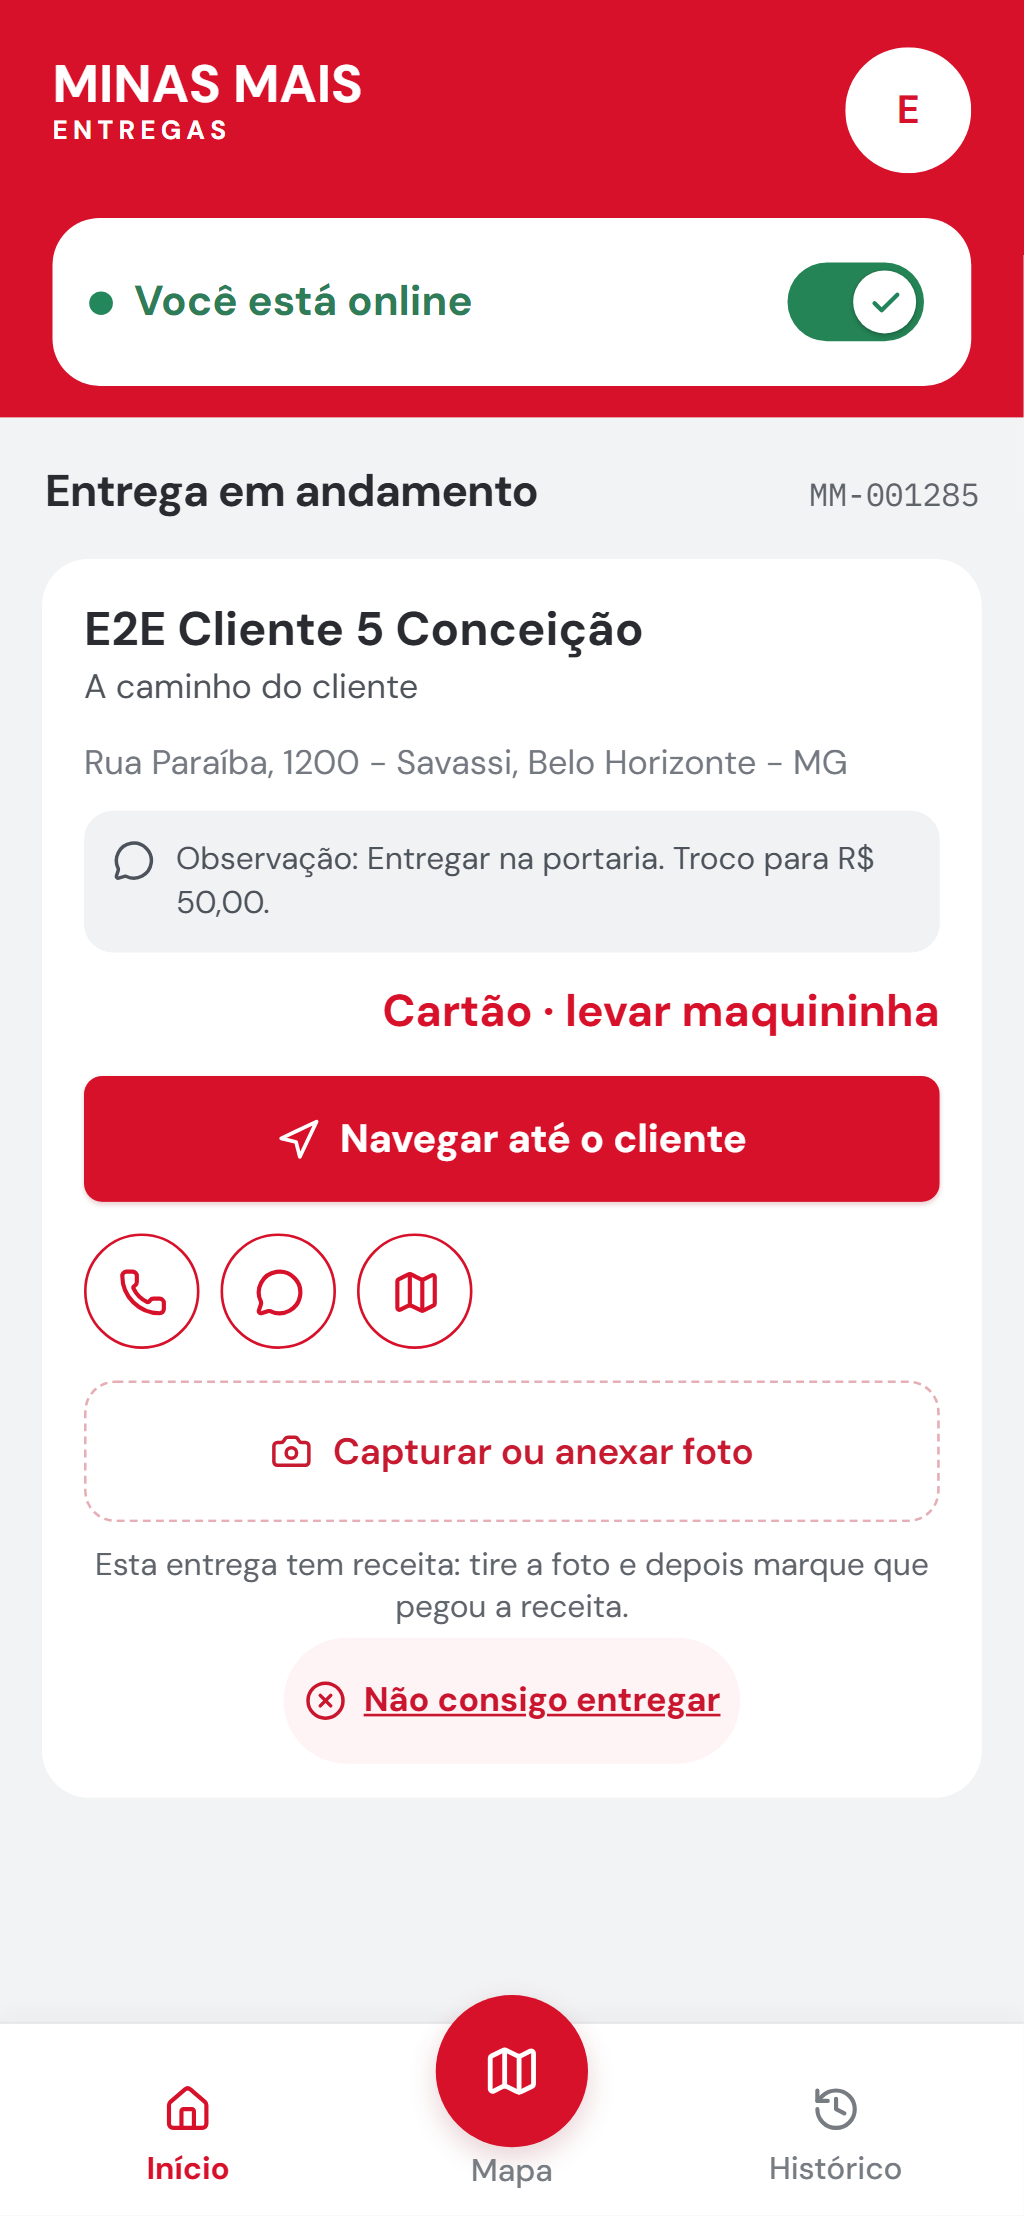 MINAS MAIS
ENTREGAS
E
Você está online
Entrega em andamento
MM-001285
E2E Cliente 5 Conceição
A caminho do cliente
Rua Paraíba, 1200 – Savassi, Belo Horizonte – MG
Observação: Entregar na portaria. Troco para R$
50,00.
Cartão · levar maquininha
Navegar até o cliente
Capturar ou anexar foto
Esta entrega tem receita: tire a foto e depois marque que
pegou a receita.
Não consigo entregar
Início
Mapa
Histórico